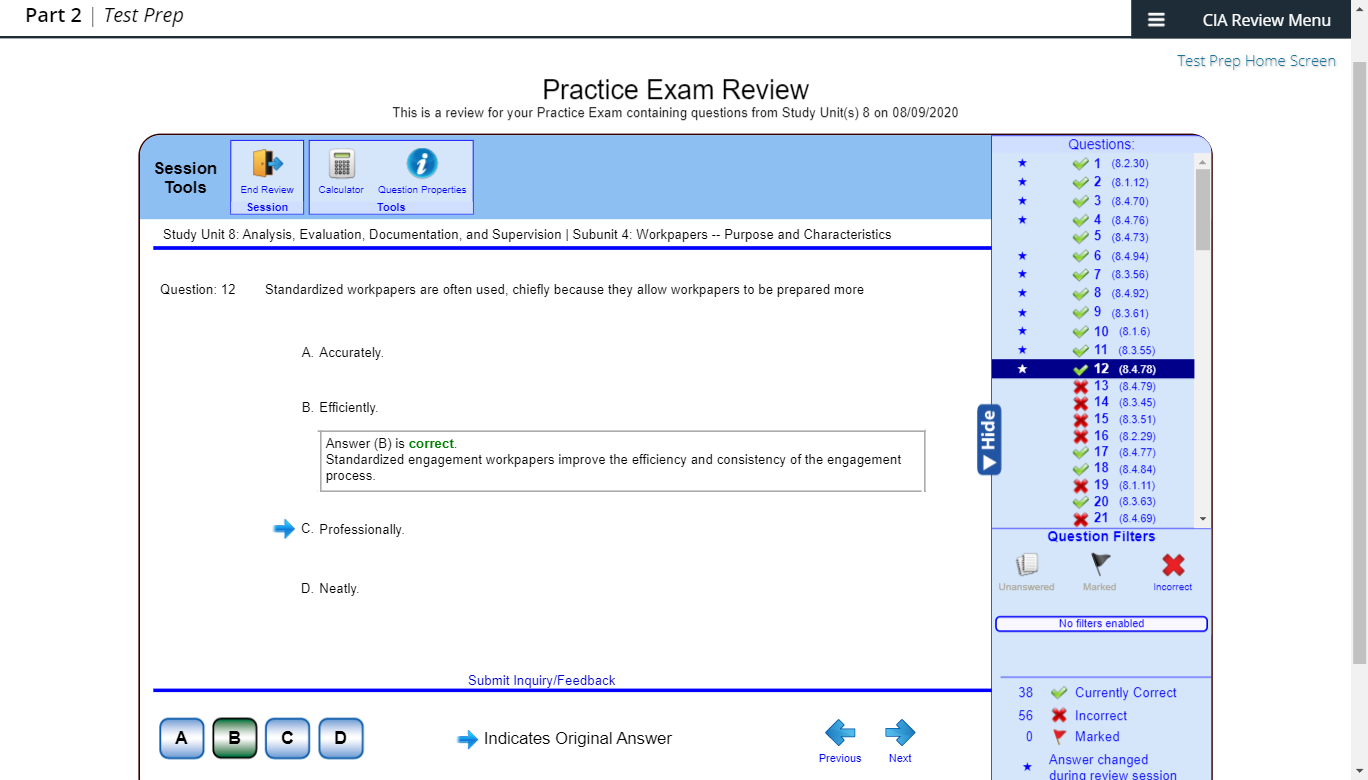 Part 2 | Test Prep
CIA Review Menu
Test Prep Home Screen
Practice Exam Review
This is a review for your Practice Exam containing questions from Study Unit(s) 8 on 08/09/2020
Session Tools
End Review
Session
Calculator
Question Properties
Tools
Study Unit 8: Analysis, Evaluation, Documentation, and Supervision | Subunit 4: Workpapers -- Purpose and Characteristics
Question: 12 Standardized workpapers are often used, chiefly because they allow workpapers to be prepared more
A. Accurately.
B. Efficiently.
Answer (B) is correct.
Standardized engagement workpapers improve the efficiency and consistency of the engagement
process.
C. Professionally.
D. Neatly.
Submit Inquiry/Feedback
A B C D
Indicates Original Answer
Previous
Next
Hide
Questions:
1 (8.2.30)
2 (8.1.12)
3 (8.4.70)
4 (8.4.76)
5 (8.4.73)
6 (8.4.94)
7 (8.3.56)
8 (8.4.92)
9 (8.3.61)
10 (8.1.6)
11 (8.3.55)
12 (8.4.78)
13 (8.4.79)
14 (8.3.45)
15 (8.3.51)
16 (8.2.29)
17 (8.4.77)
18 (8.4.84)
19 (8.1.11)
20 (8.3.63)
21 (8.4.69)
Question Filters
Unanswered
Marked
Incorrect
No filters enabled
38 Currently Correct
56 Incorrect
0 Marked
Answer changed
during review session